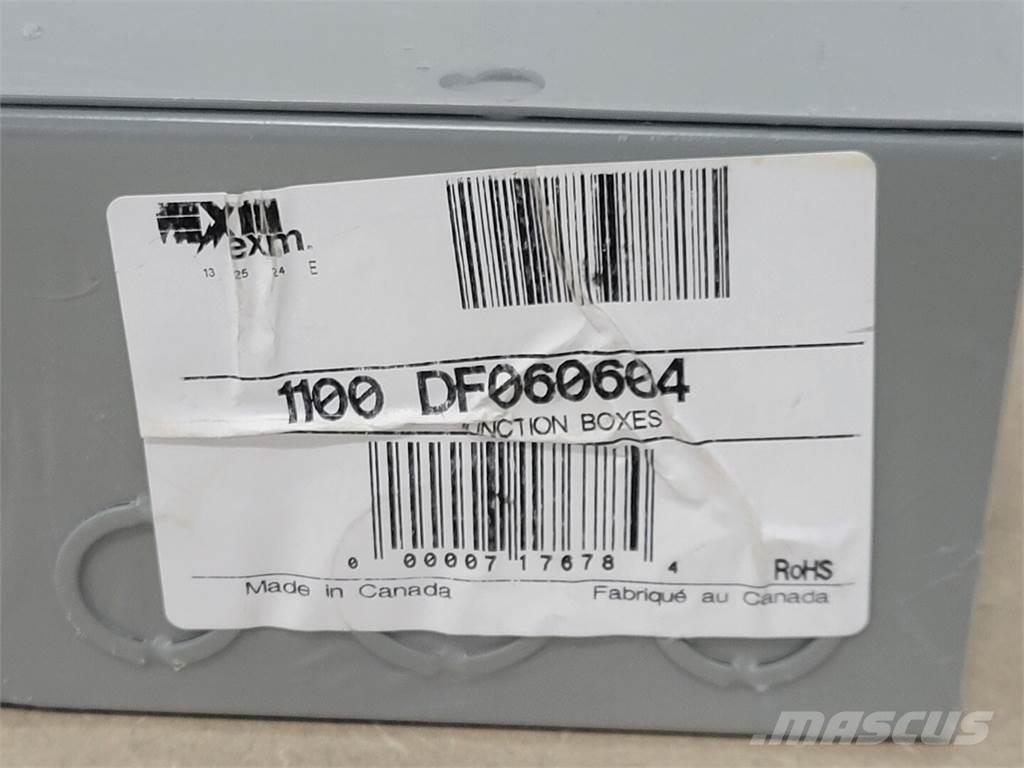 exm
13 25 24 E
1100 DF060604
JUNCTION BOXES
0 00007 17678 4
RoHS
Made in Canada Fabriqué au Canada
MASCUS